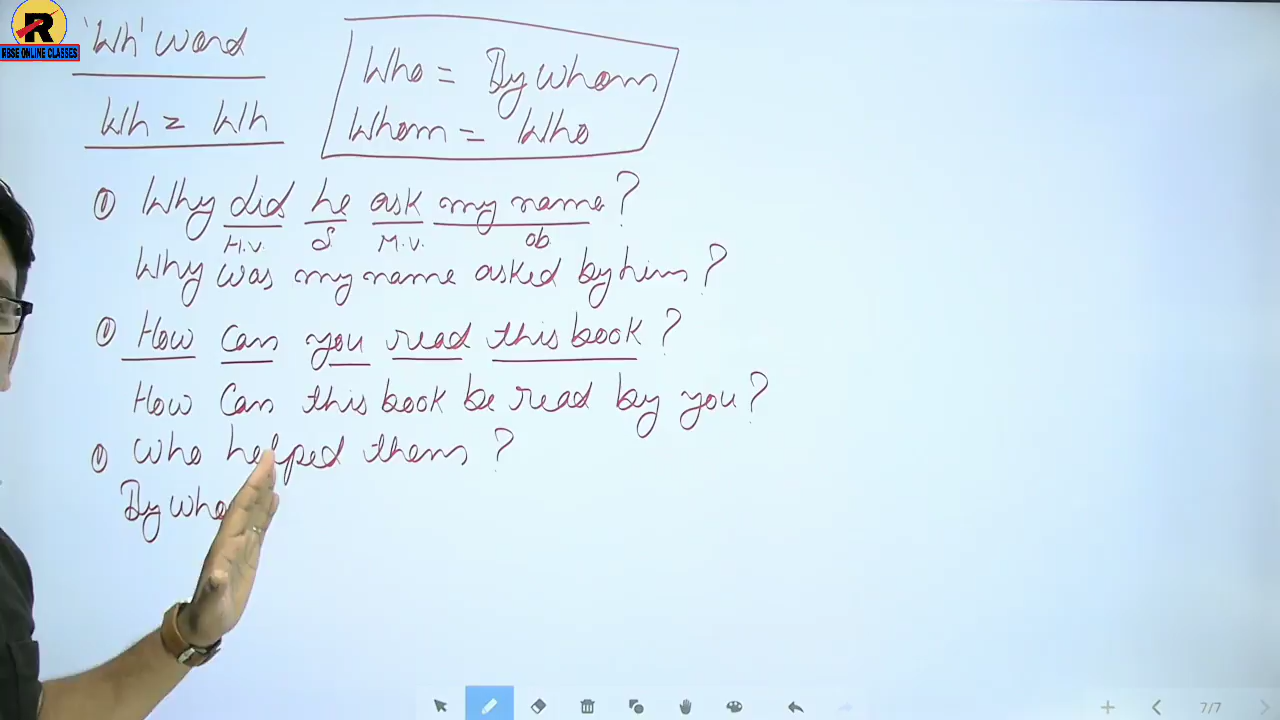 R
RBSE ONLINE CLASSES
'Wh' word
Wh = Wh
Who = By whom
Whom = Who
① Why did he ask my name?
H.V. S M.V. ob.
Why was my name asked by him?
① How can you read this book?
How can this book be read by you?
① Who helped them?
By who
7/7